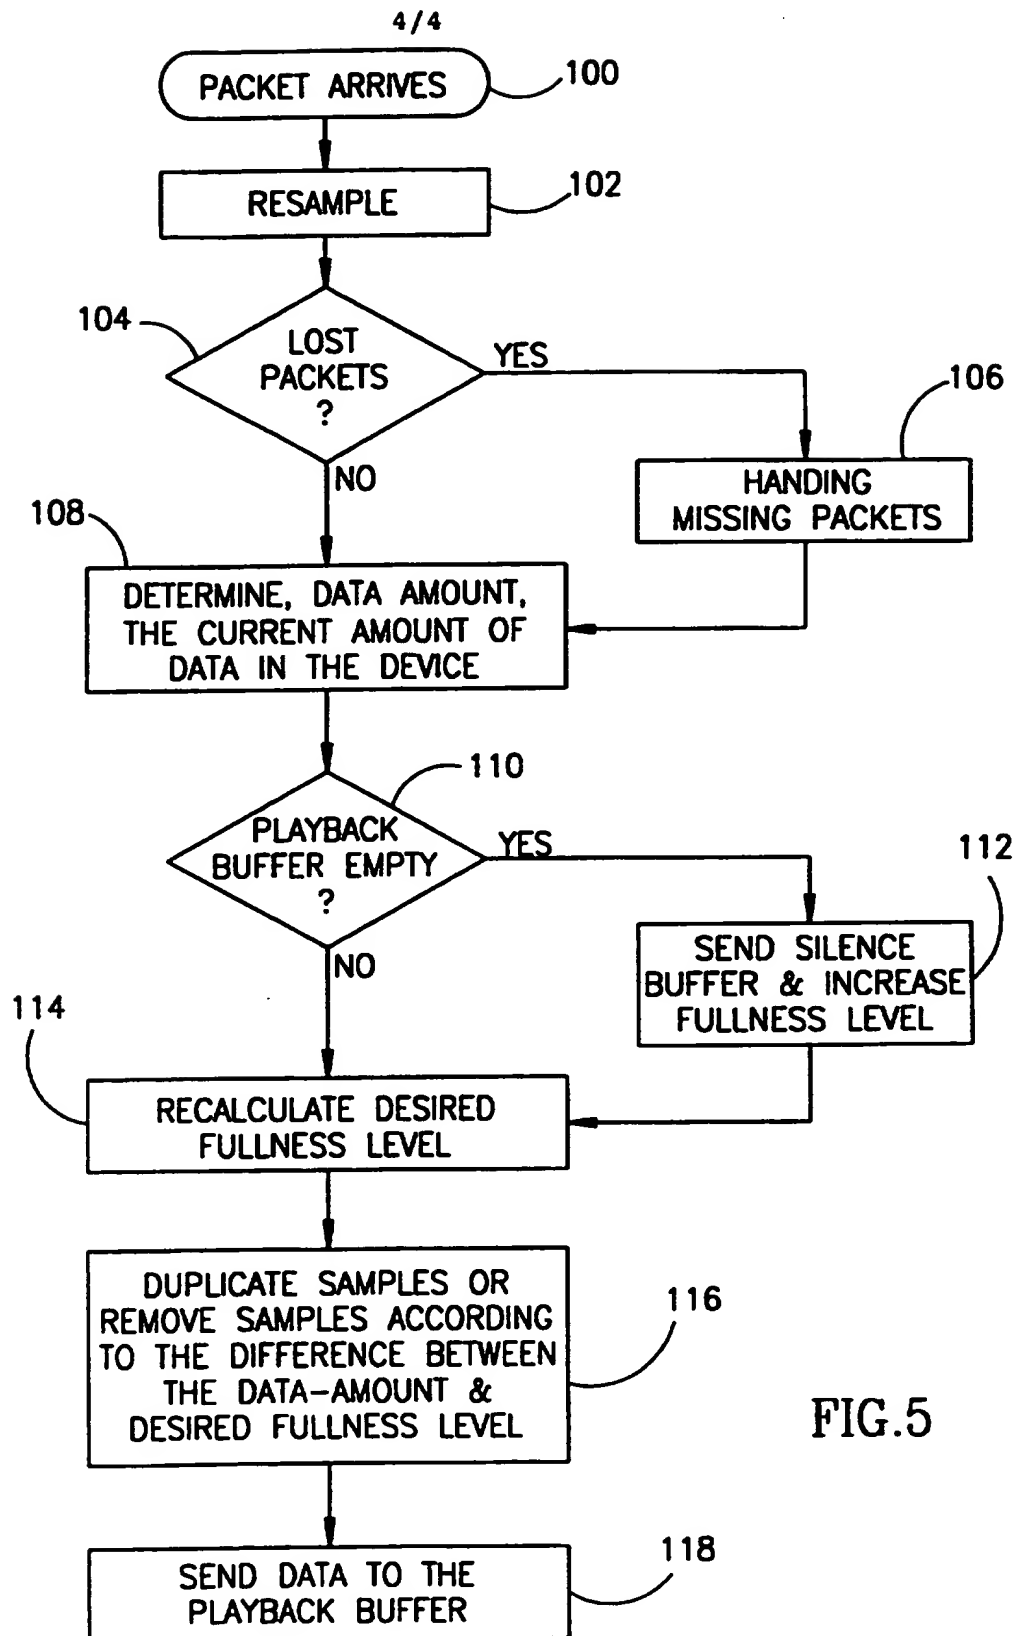 4/4
PACKET ARRIVES
100
RESAMPLE
102
104
LOST
PACKETS
?
YES
106
HANDING
MISSING PACKETS
NO
108
DETERMINE, DATA AMOUNT,
THE CURRENT AMOUNT OF
DATA IN THE DEVICE
110
PLAYBACK
BUFFER EMPTY
?
YES
112
SEND SILENCE
BUFFER & INCREASE
FULLNESS LEVEL
NO
114
RECALCULATE DESIRED
FULLNESS LEVEL
DUPLICATE SAMPLES OR
REMOVE SAMPLES ACCORDING
TO THE DIFFERENCE BETWEEN
THE DATA-AMOUNT &
DESIRED FULLNESS LEVEL
116
FIG.5
118
SEND DATA TO THE
PLAYBACK BUFFER